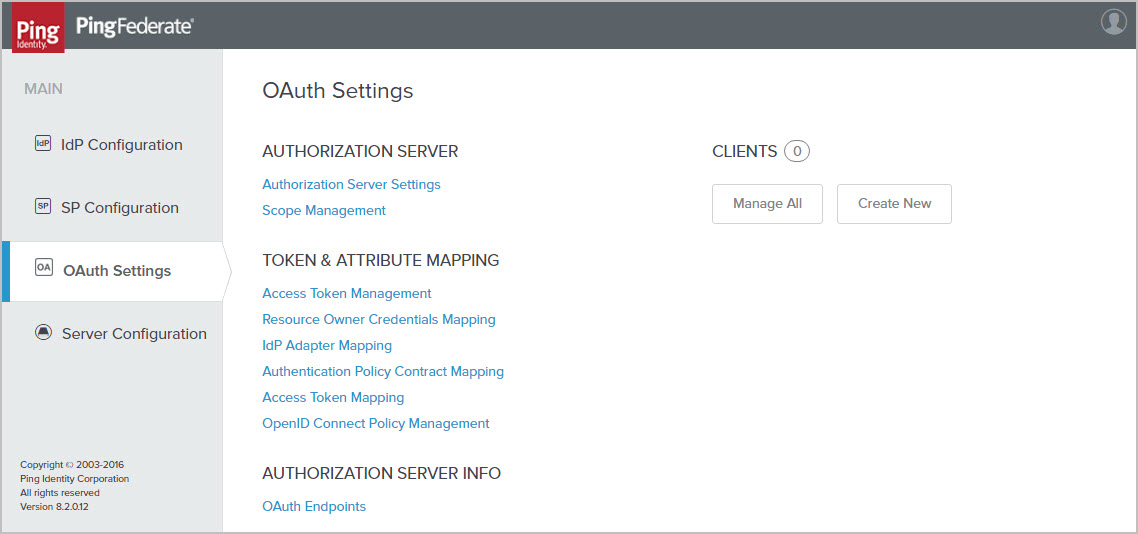 Ping
Identity.
PingFederate®
MAIN
IdP
IdP Configuration
SP
SP Configuration
OA
OAuth Settings
Server Configuration
Copyright © 2003-2016
Ping Identity Corporation
All rights reserved
Version 8.2.0.12
OAuth Settings
AUTHORIZATION SERVER
Authorization Server Settings
Scope Management
TOKEN & ATTRIBUTE MAPPING
Access Token Management
Resource Owner Credentials Mapping
IdP Adapter Mapping
Authentication Policy Contract Mapping
Access Token Mapping
OpenID Connect Policy Management
AUTHORIZATION SERVER INFO
OAuth Endpoints
CLIENTS 0
Manage All
Create New